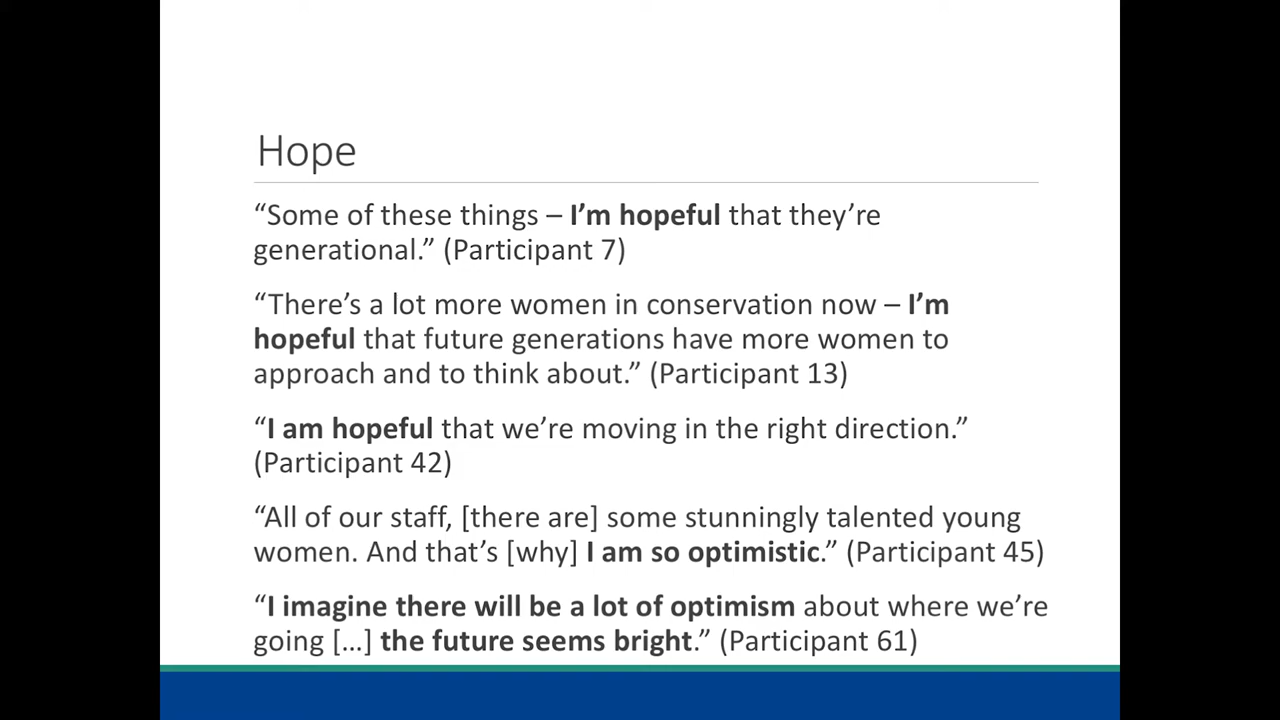 Hope
“Some of these things – I’m hopeful that they’re
generational.” (Participant 7)
“There’s a lot more women in conservation now – I’m
hopeful that future generations have more women to
approach and to think about.” (Participant 13)
“I am hopeful that we’re moving in the right direction.”
(Participant 42)
“All of our staff, [there are] some stunningly talented young
women. And that’s [why] I am so optimistic.” (Participant 45)
“I imagine there will be a lot of optimism about where we’re
going […] the future seems bright.” (Participant 61)